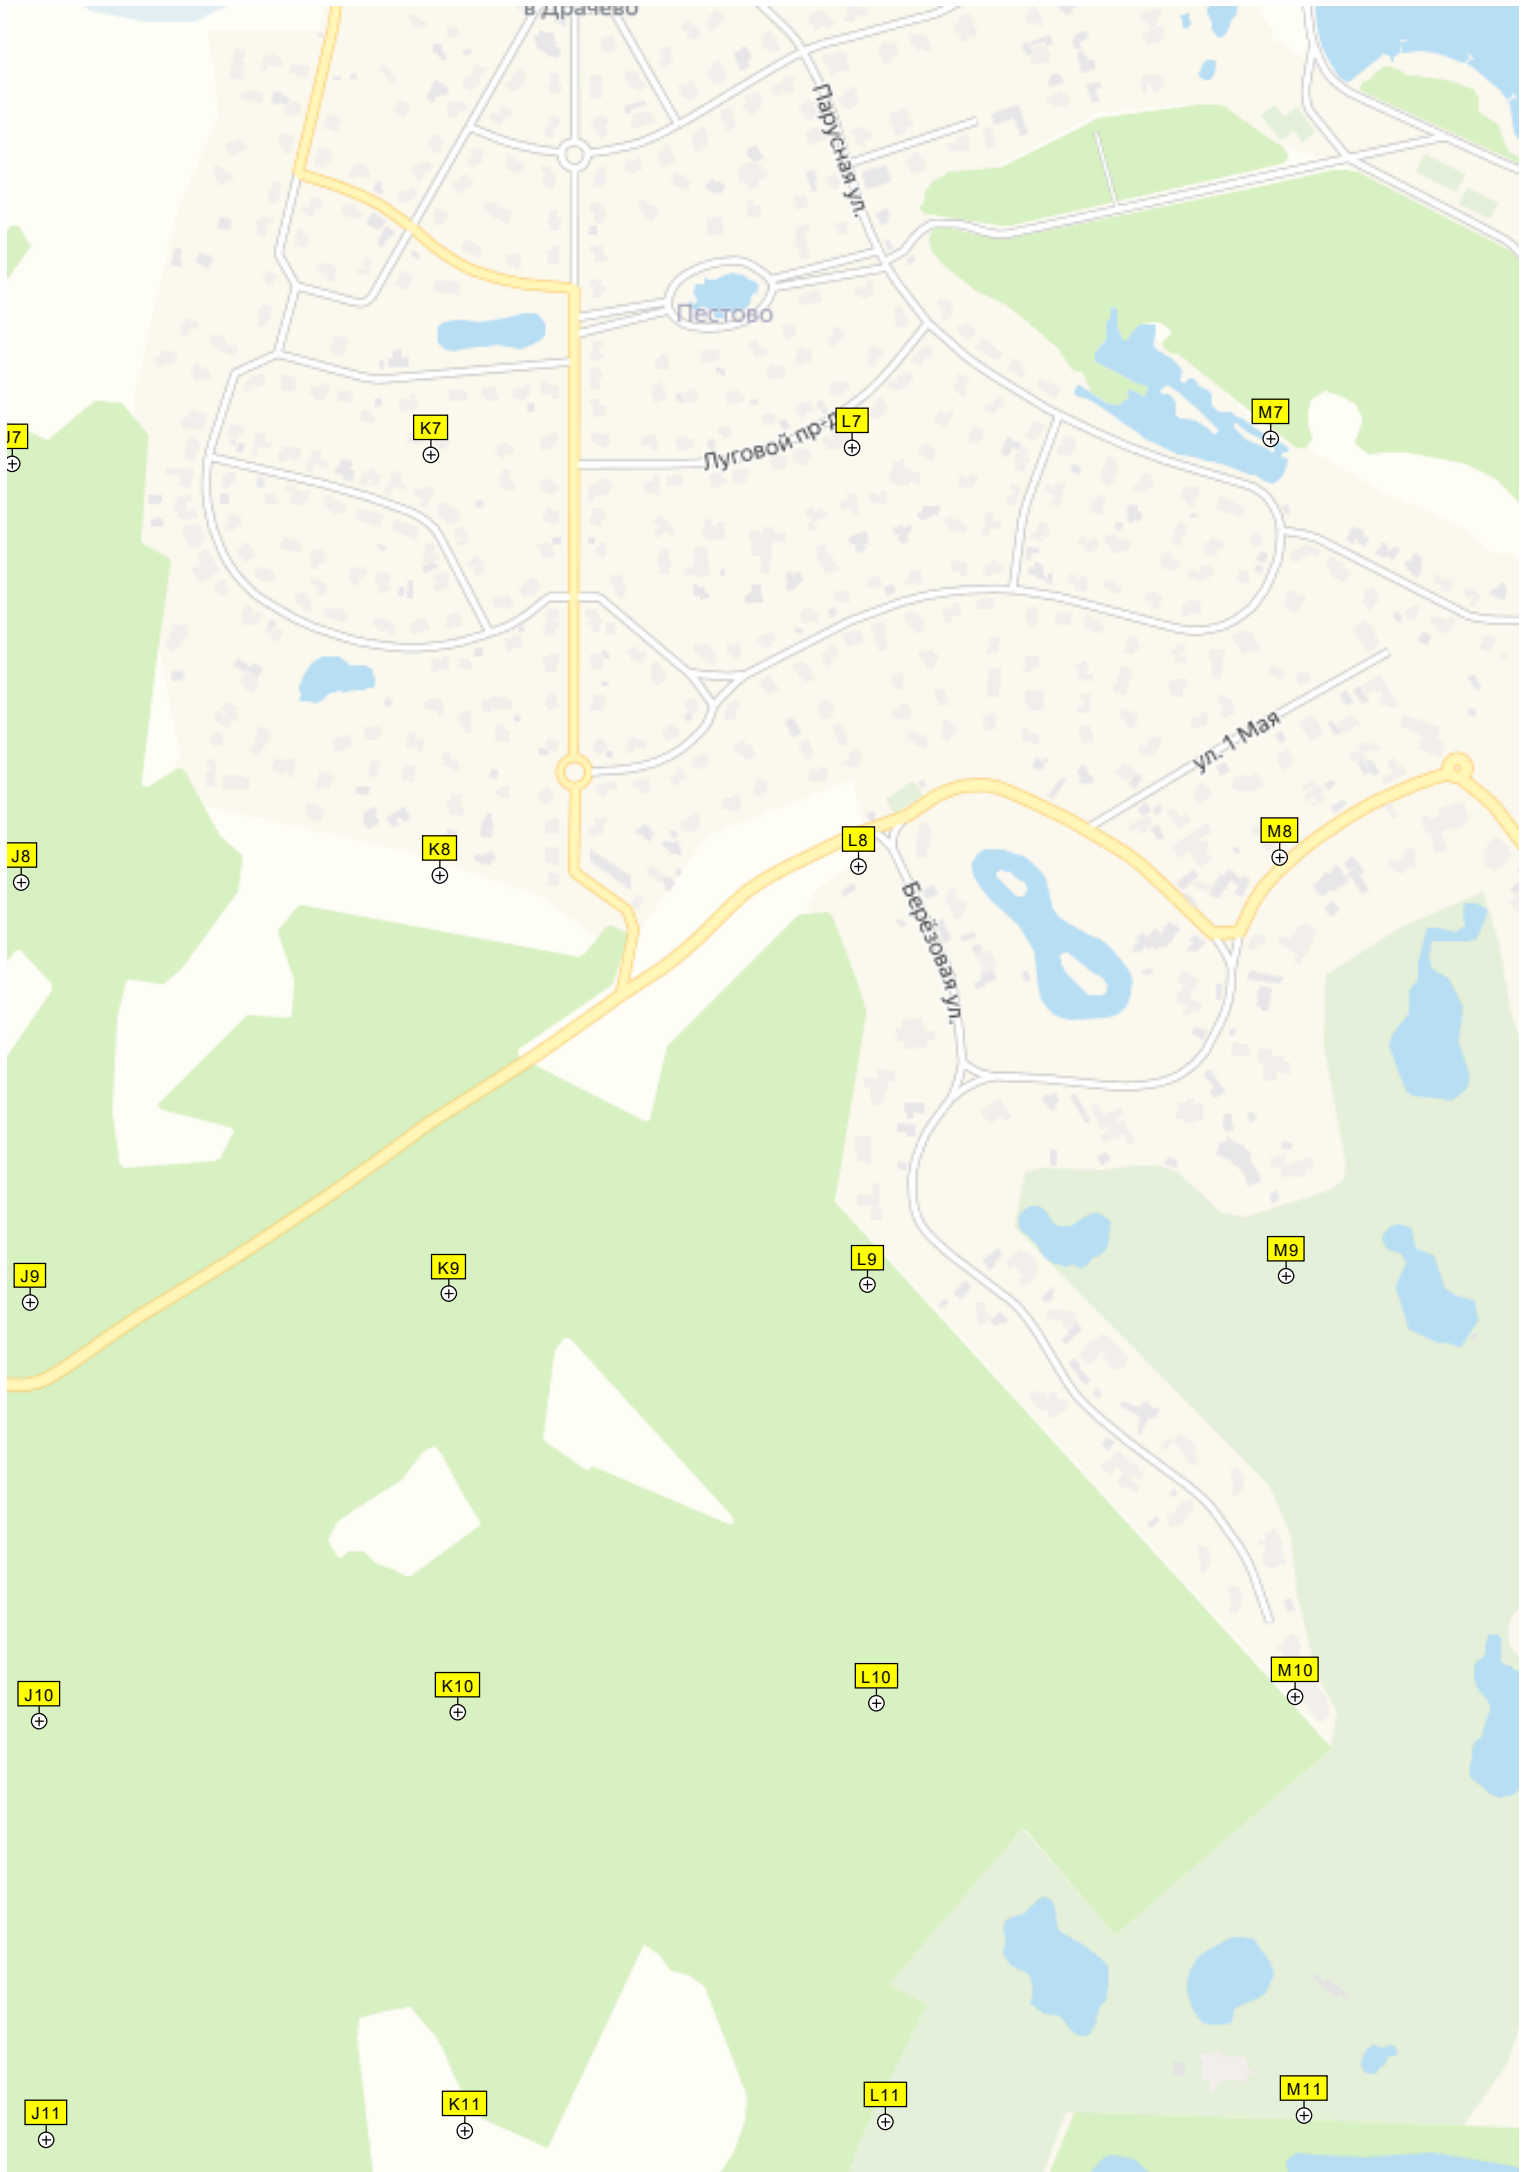 в Драчево
Парусная ул.
Пестово
M7
L7
K7
J7
Луговой пр-д
ул. 1 Мая
M8
L8
K8
J8
Берёзовая ул.
M9
L9
K9
J9
M10
L10
K10
J10
M11
L11
K11
J11